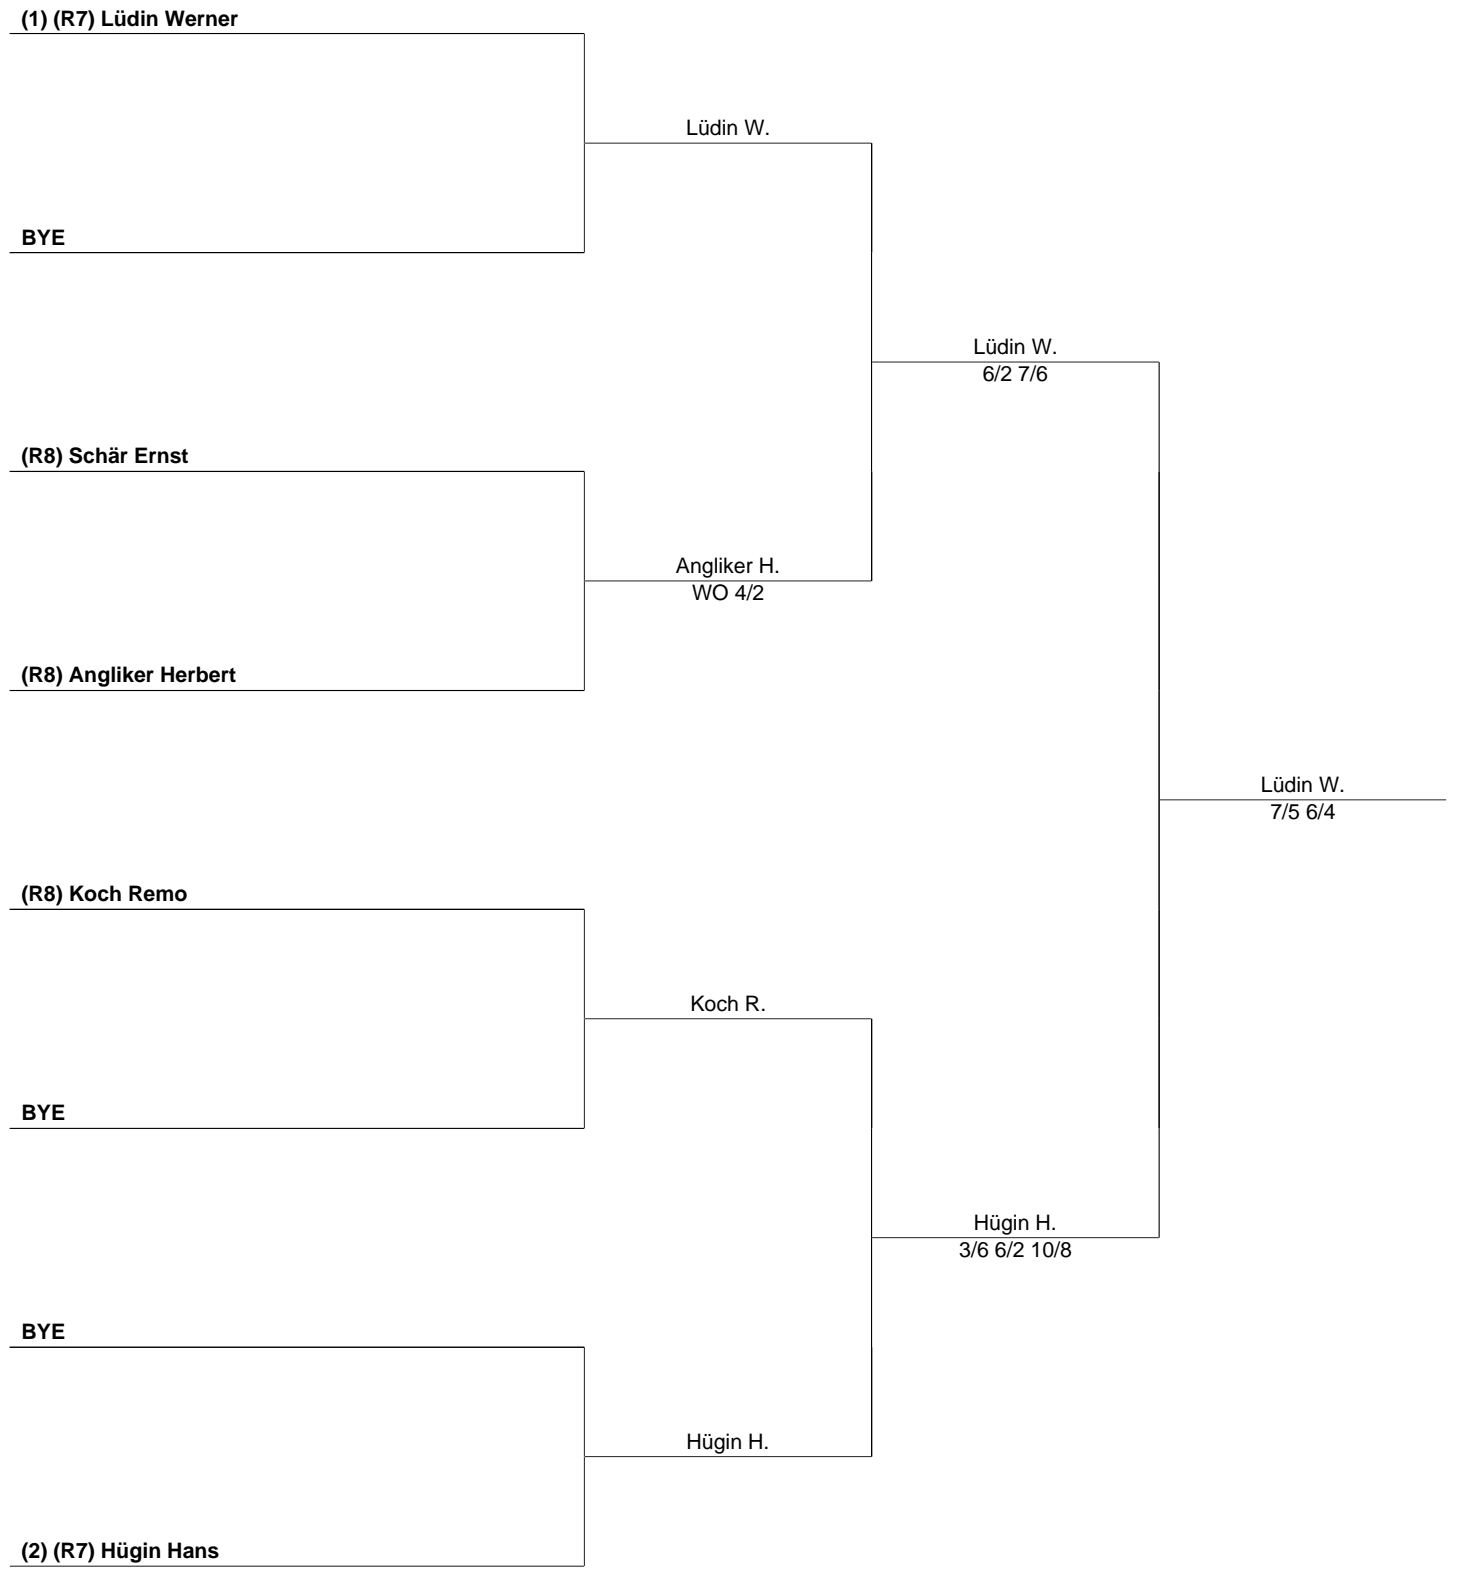 (1) (R7) Lüdin Werner
Lüdin W.
BYE
Lüdin W.
6/2 7/6
(R8) Schär Ernst
Angliker H.
WO 4/2
(R8) Angliker Herbert
Lüdin W.
7/5 6/4
(R8) Koch Remo
Koch R.
BYE
Hügin H.
3/6 6/2 10/8
BYE
Hügin H.
(2) (R7) Hügin Hans